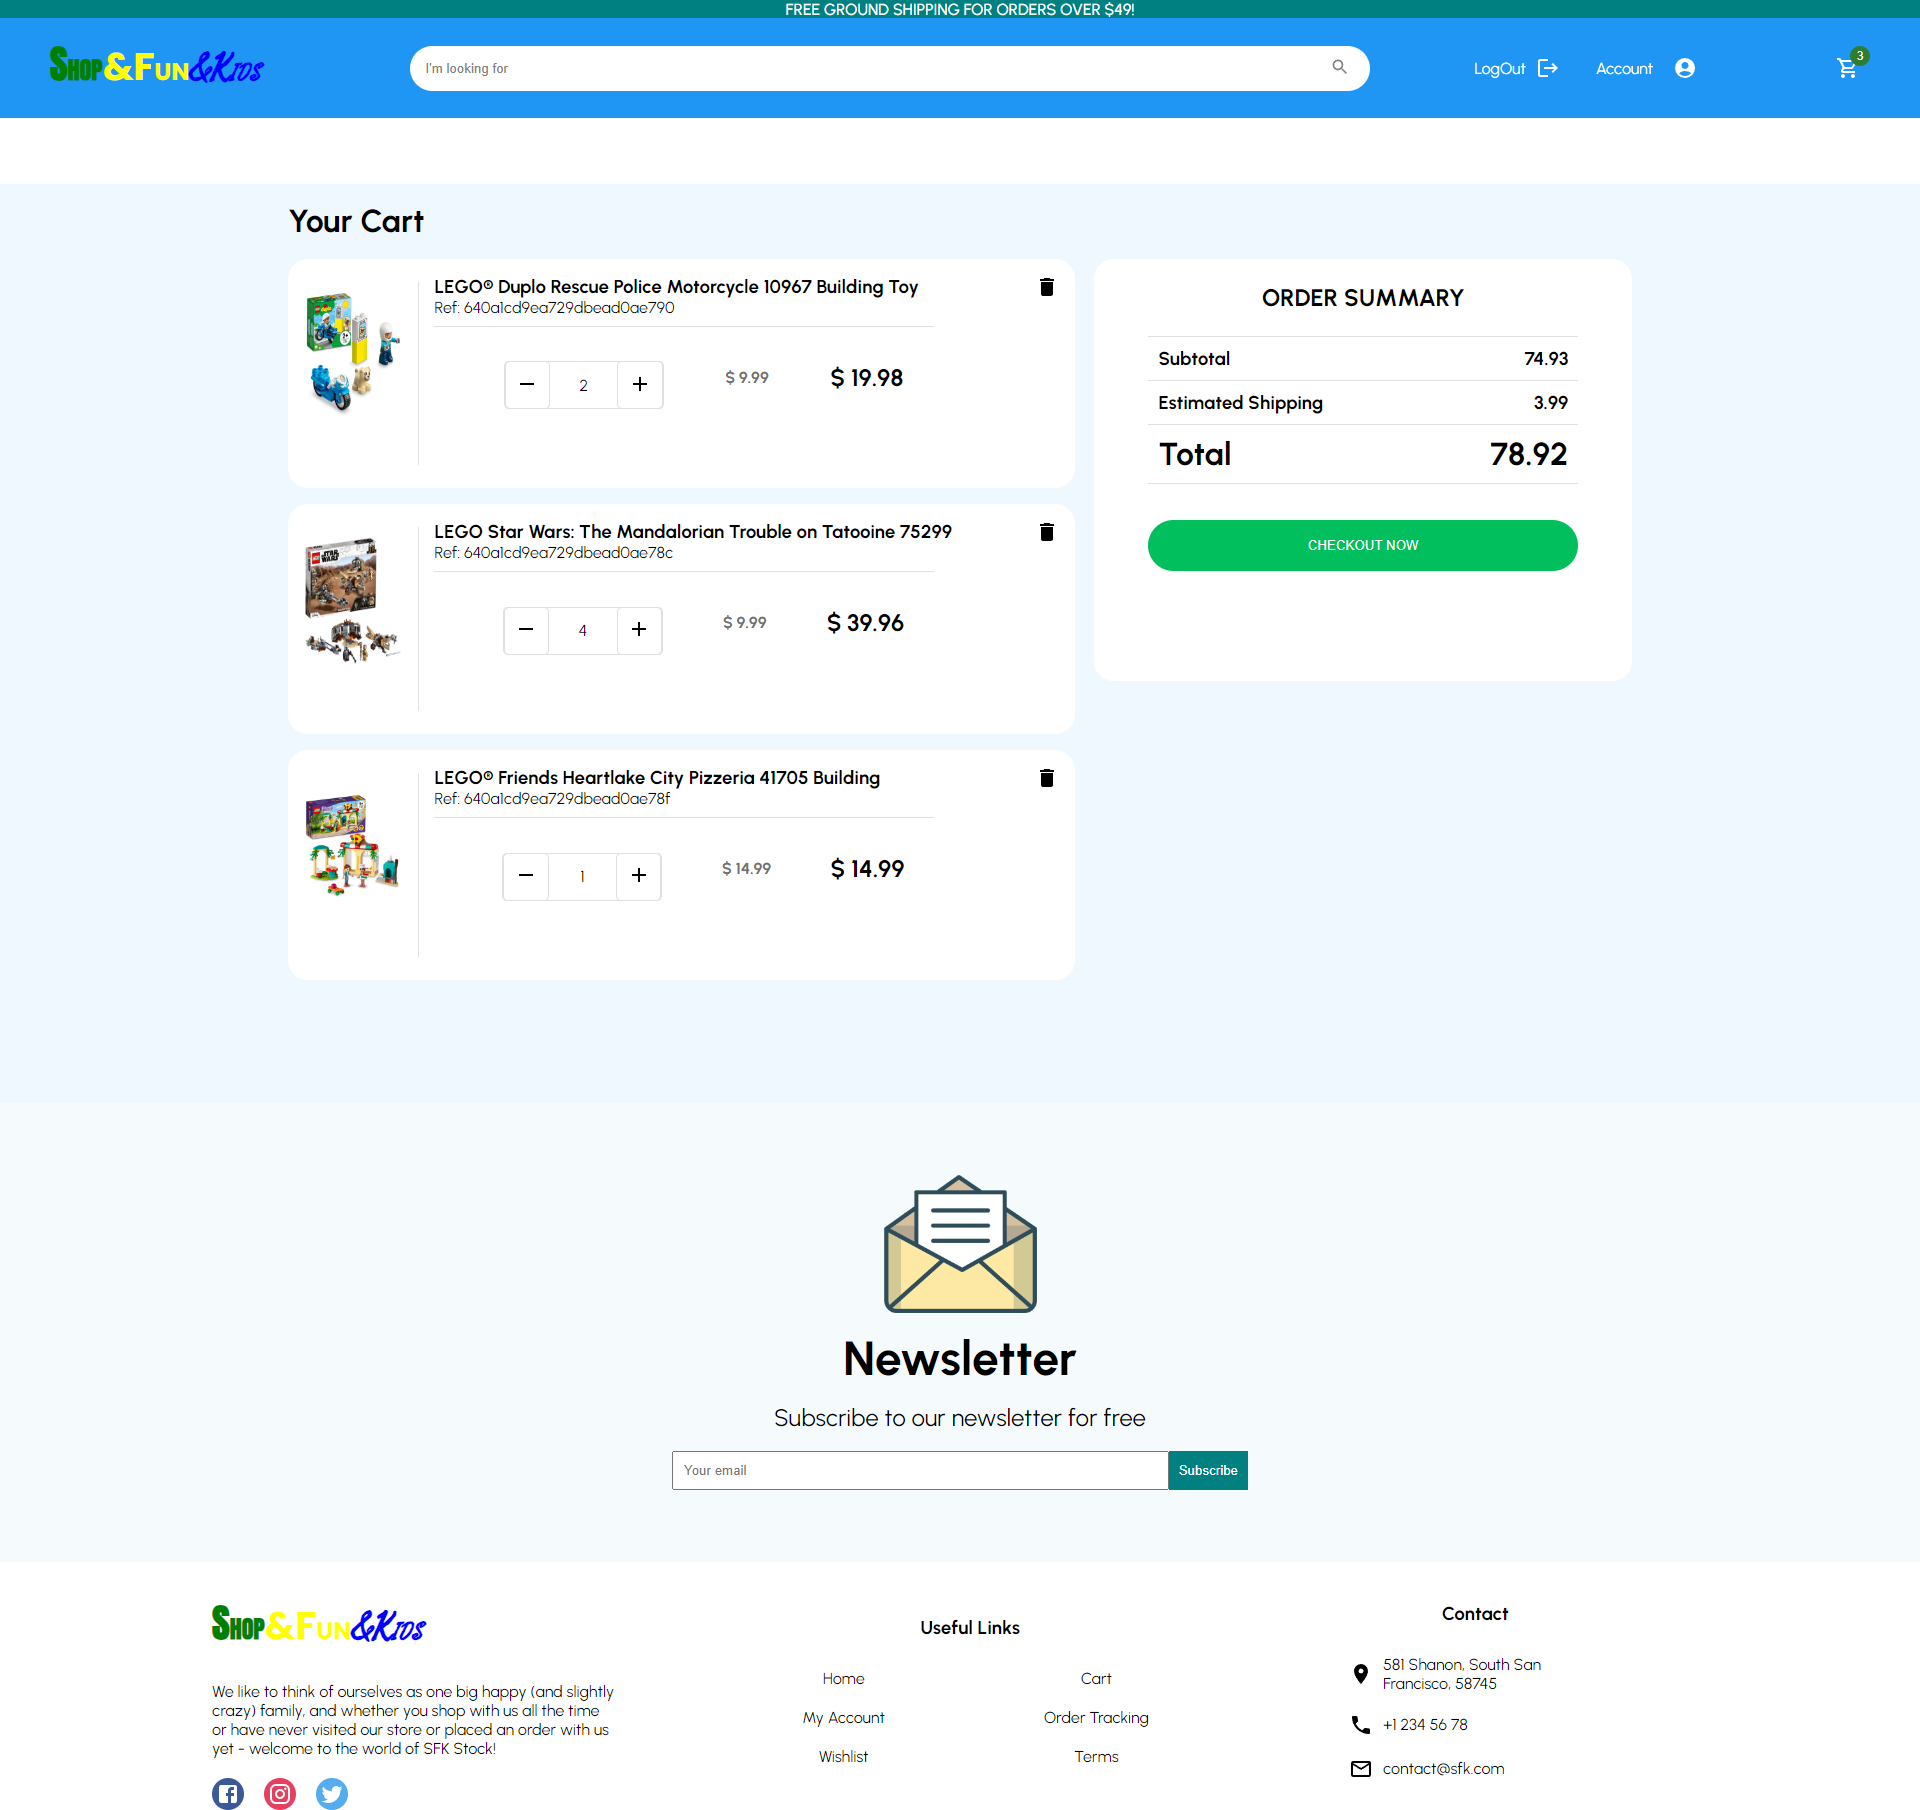 FREE GROUND SHIPPING FOR ORDERS OVER $49!
Shop&Fun&Kids
I'm looking for
LogOut
Account
3
Your Cart
LEGO® Duplo Rescue Police Motorcycle 10967 Building Toy
Ref: 640a1cd9ea729dbead0ae790
2
$ 9.99
$ 19.98
LEGO Star Wars: The Mandalorian Trouble on Tatooine 75299
Ref: 640a1cd9ea729dbead0ae78c
4
$ 9.99
$ 39.96
LEGO® Friends Heartlake City Pizzeria 41705 Building
Ref: 640a1cd9ea729dbead0ae78f
1
$ 14.99
$ 14.99
ORDER SUMMARY
Subtotal 74.93
Estimated Shipping 3.99
Total 78.92
CHECKOUT NOW
Newsletter
Subscribe to our newsletter for free
Your email
Subscribe
Shop&Fun&Kids
We like to think of ourselves as one big happy (and slightly
crazy) family, and whether you shop with us all the time
or have never visited our store or placed an order with us
yet - welcome to the world of SFK Stock!
Useful Links
Home
Cart
My Account
Order Tracking
Wishlist
Terms
Contact
581 Shanon, South San
Francisco, 58745
+1 234 56 78
contact@sfk.com